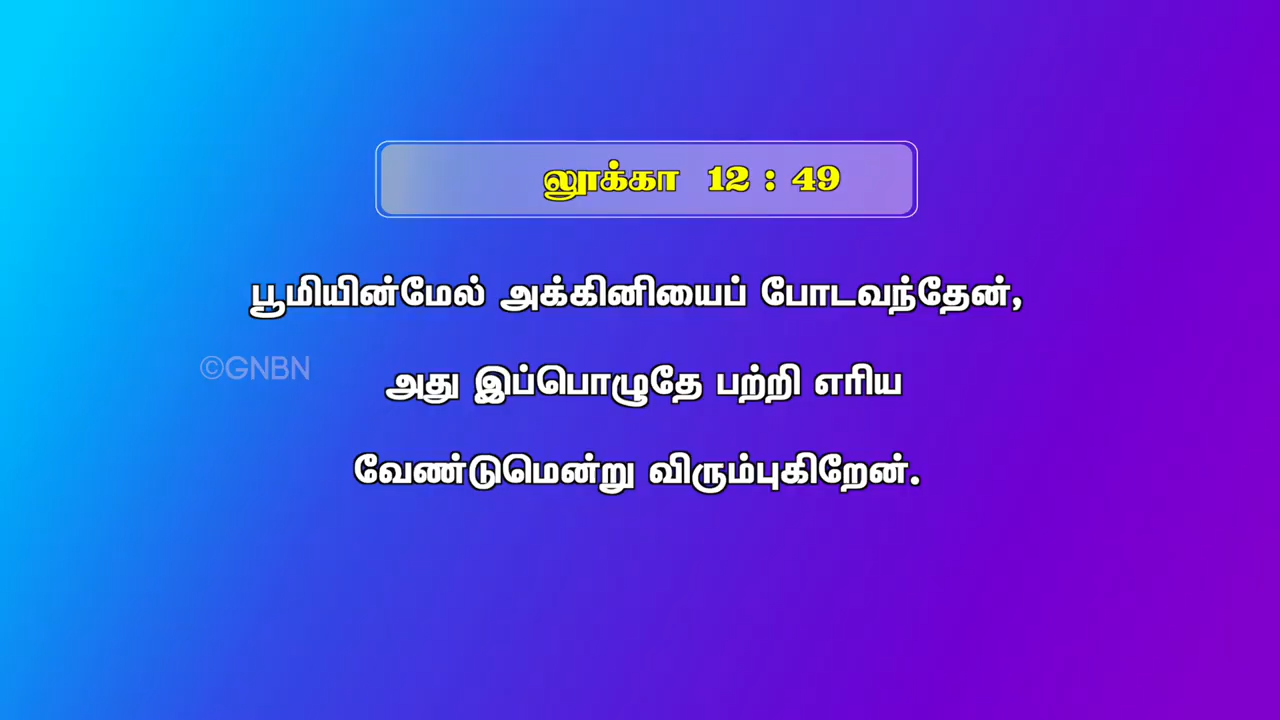 லூக்கா 12 : 49
பூமியின்மேல் அக்கினியைப் போடவந்தேன்,
©GNBN
அது இப்பொழுதே பற்றி எரிய
வேண்டுமென்று விரும்புகிறேன்.